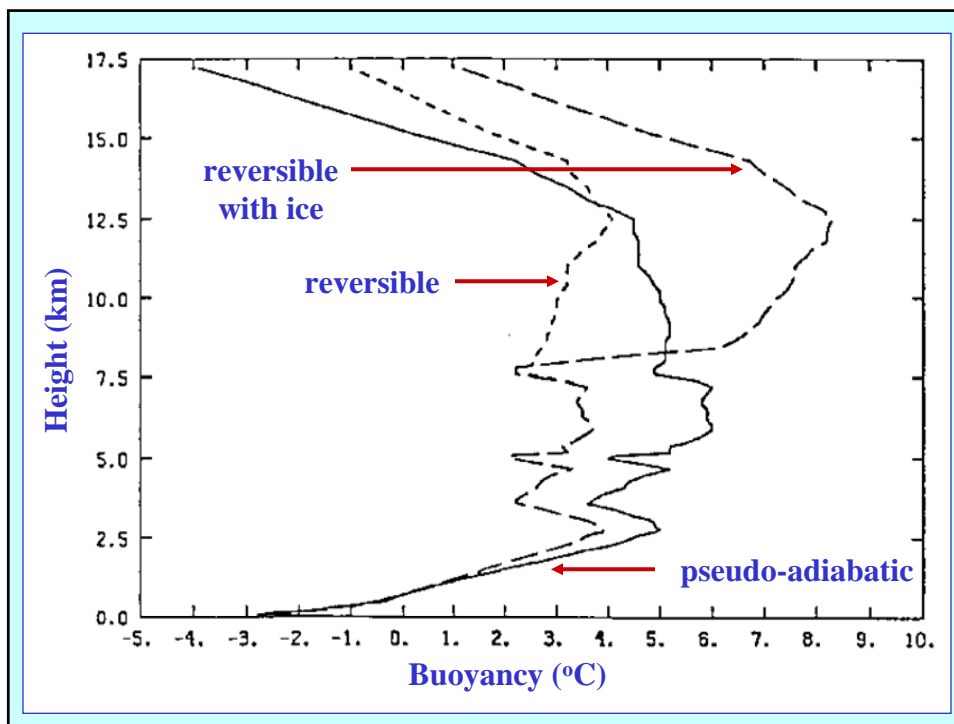 17.5
15.0
12.5
10.0
7.5
5.0
2.5
0.0
Height (km)
reversible
with ice
reversible
pseudo-adiabatic
-5. -4. -3. -2. -1. 0. 1. 2. 3. 4. 5. 6. 7. 8. 9. 10.
Buoyancy (oC)